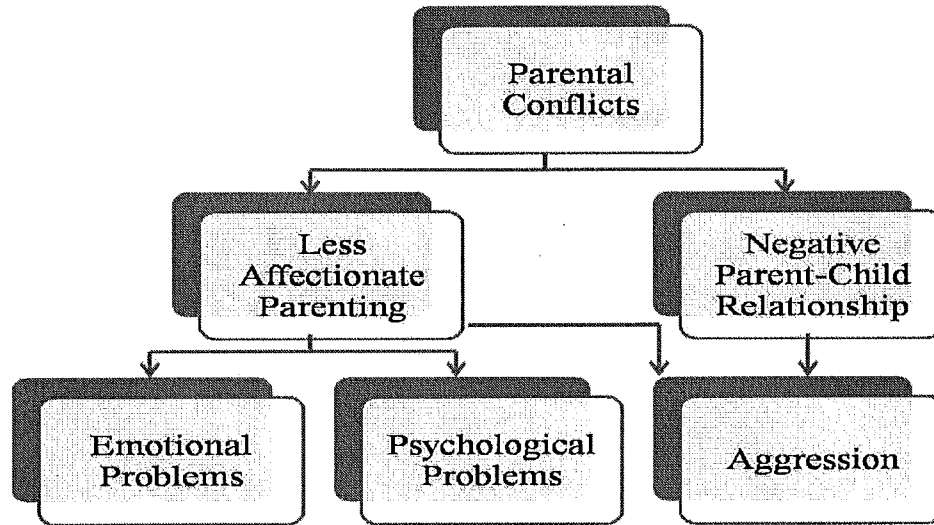 Parental
Conflicts
Less
Affectionate
Parenting
Negative
Parent-Child
Relationship
Emotional
Problems
Psychological
Problems
Aggression